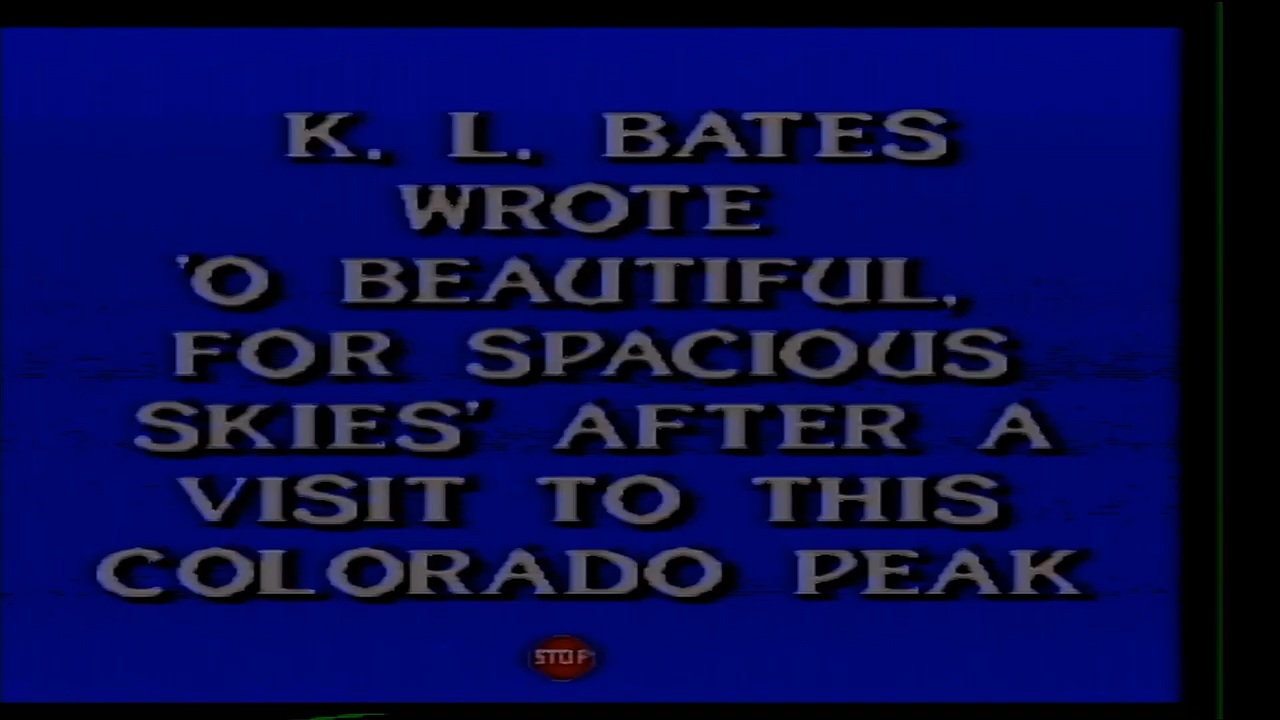 K. L. BATES
WROTE
'O BEAUTIFUL,
FOR SPACIOUS
SKIES' AFTER A
VISIT TO THIS
COLORADO PEAK
STOP